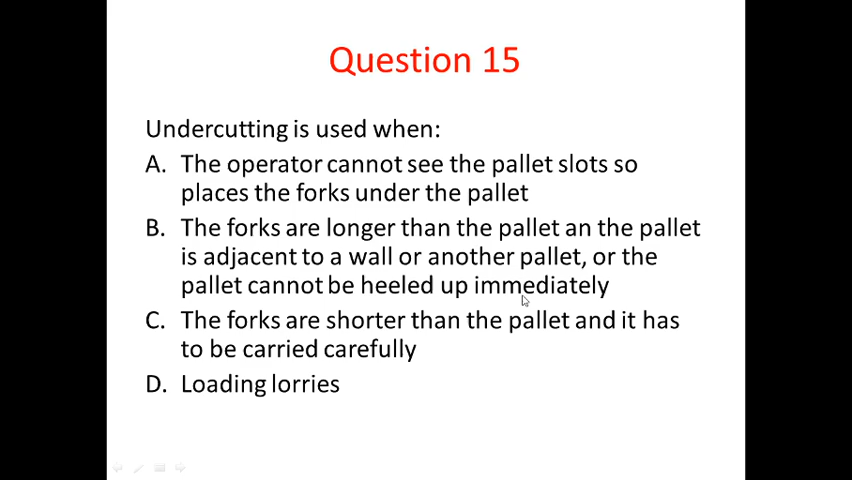 Question 15
Undercutting is used when:
A. The operator cannot see the pallet slots so
places the forks under the pallet
B. The forks are longer than the pallet an the pallet
is adjacent to a wall or another pallet, or the
pallet cannot be heeled up immediately
C. The forks are shorter than the pallet and it has
to be carried carefully
D. Loading lorries